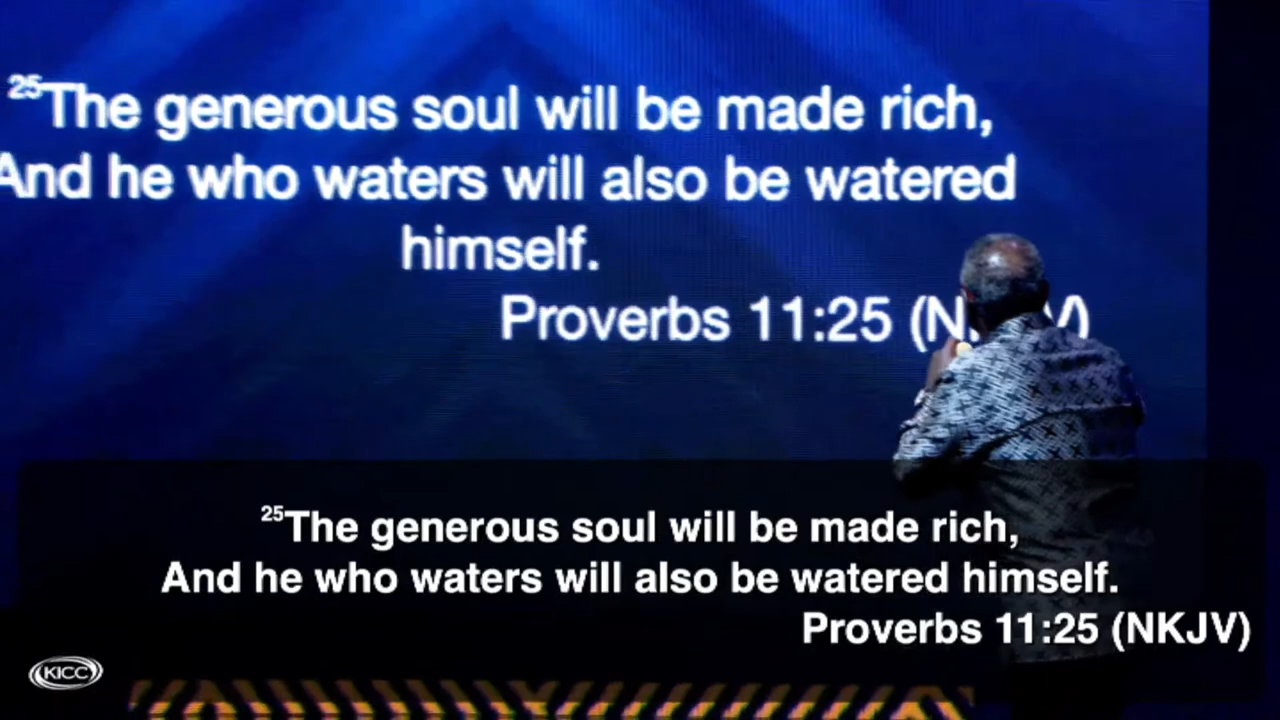 25The generous soul will be made rich,
And he who waters will also be watered
himself.
Proverbs 11:25 (N V)
25The generous soul will be made rich,
And he who waters will also be watered himself.
Proverbs 11:25 (NKJV)
KICC